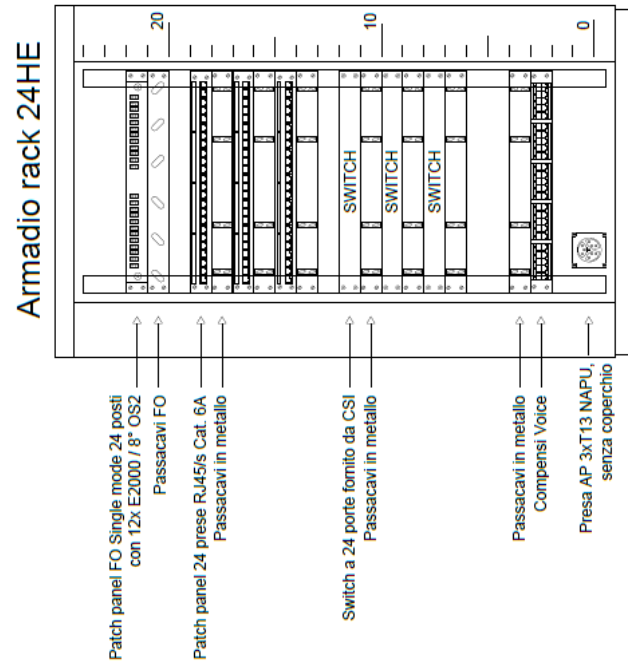 Armadio rack 24HE
Patch panel FO Single mode 24 posti
con 12x E2000 / 8° OS2
Passacavi FO
Patch panel 24 prese RJ45/s Cat. 6A
Passacavi in metallo
Switch a 24 porte fornito da CSI
Passacavi in metallo
Passacavi in metallo
Compensi Voice
Presa AP 3xT13 NAPU,
senza coperchio
SWITCH
SWITCH
SWITCH
20
10
0